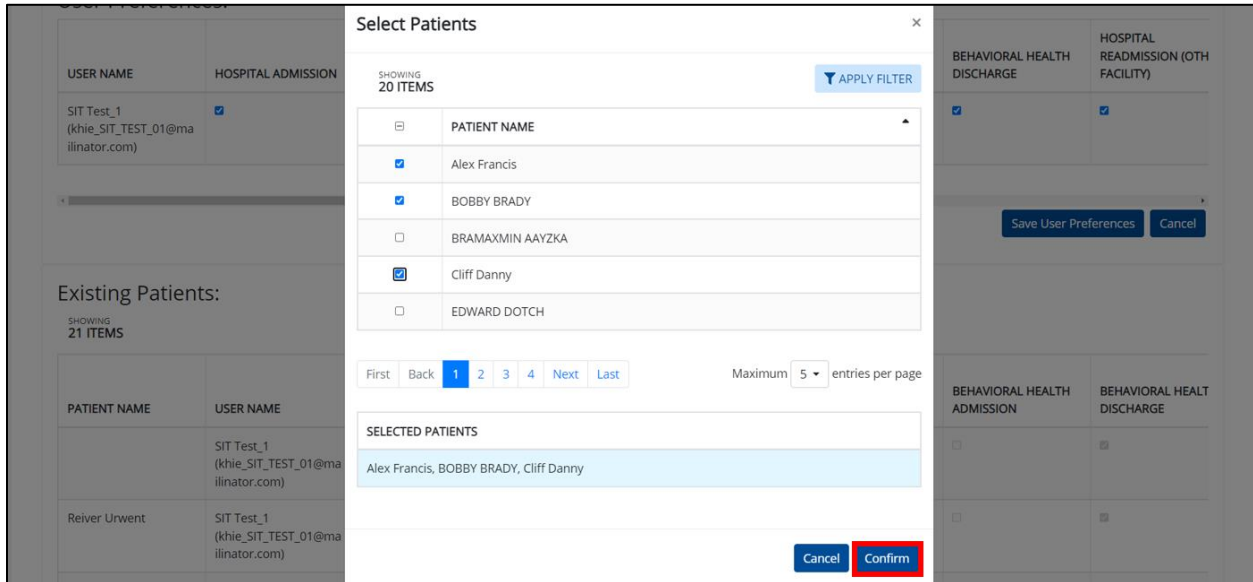 User Preferences:
USER NAME
HOSPITAL ADMISSION
BEHAVIORAL HEALTH
DISCHARGE
HOSPITAL
READMISSION (OTH
FACILITY)
SIT Test_1
(khie_SIT_TEST_01@ma
ilinator.com)
Save User Preferences
Cancel
Select Patients
×
SHOWING
20 ITEMS
APPLY FILTER
PATIENT NAME
Alex Francis
BOBBY BRADY
BRAMAXMIN AAYZKA
Cliff Danny
EDWARD DOTCH
First Back 1 2 3 4 Next Last
Maximum 5 entries per page
SELECTED PATIENTS
Alex Francis, BOBBY BRADY, Cliff Danny
Cancel
Confirm
Existing Patients:
SHOWING
21 ITEMS
PATIENT NAME
USER NAME
BEHAVIORAL HEALTH
ADMISSION
BEHAVIORAL HEALT
DISCHARGE
SIT Test_1
(khie_SIT_TEST_01@ma
ilinator.com)
Reiver Urwent
SIT Test_1
(khie_SIT_TEST_01@ma
ilinator.com)